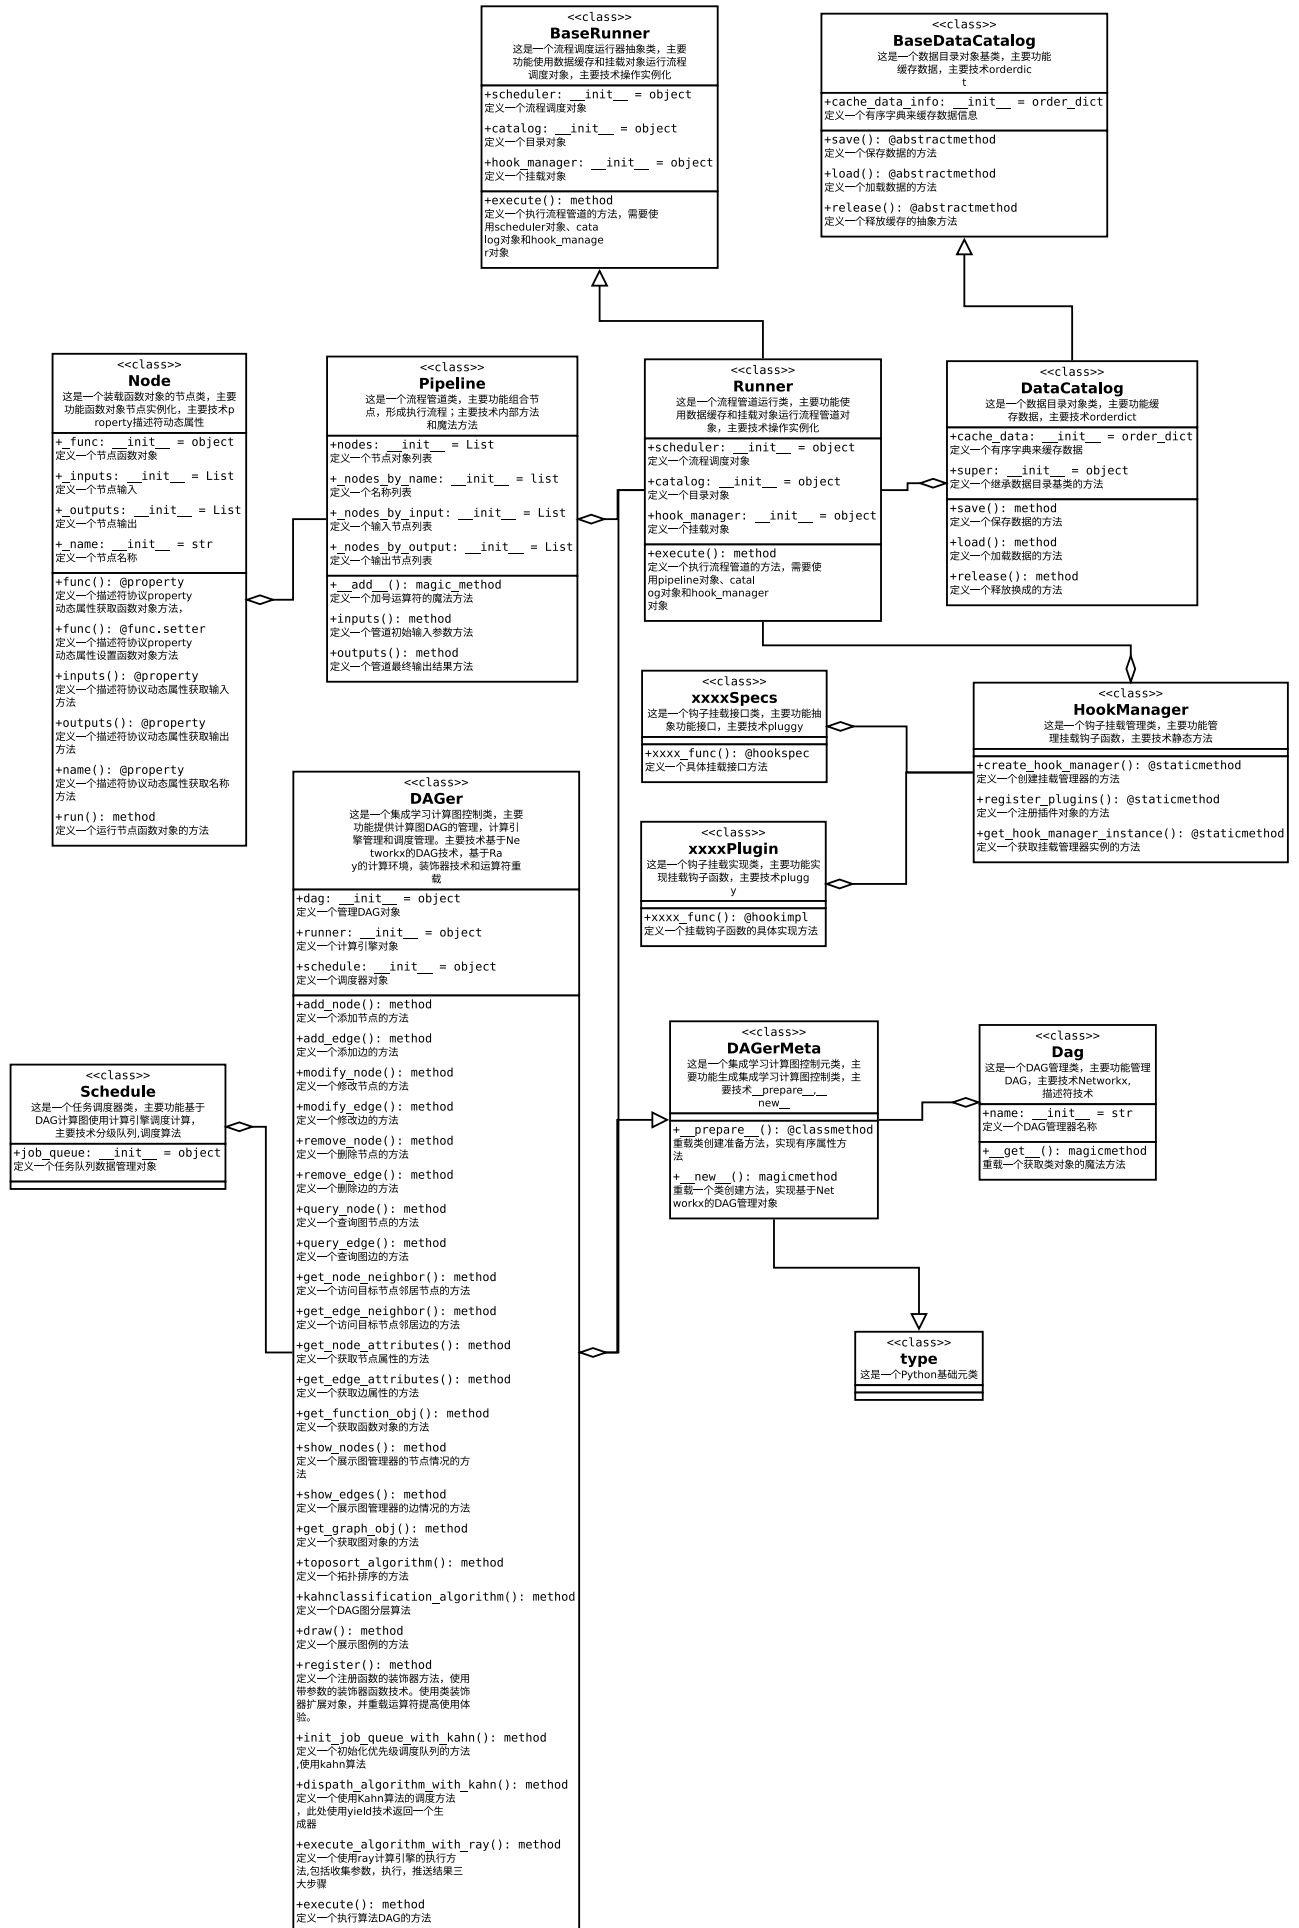 <<class>>
BaseRunner
这是一个流程调度运行器抽象类，主要
功能使用数据缓存和挂载对象运行流程
调度对象，主要技术操作实例化
+scheduler: __init__ = object
定义一个流程调度对象
+catalog: __init__ = object
定义一个目录对象
+hook_manager: __init__ = object
定义一个挂载对象
+execute(): method
定义一个执行流程管道的方法，需要使
用scheduler对象、cata
log对象和hook_manage
r对象
<<class>>
BaseDataCatalog
这是一个数据目录对象基类，主要功能
缓存数据，主要技术orderdic
t
+cache_data_info: __init__ = order_dict
定义一个有序字典来缓存数据信息
+save(): @abstractmethod
定义一个保存数据的方法
+load(): @abstractmethod
定义一个加载数据的方法
+release(): @abstractmethod
定义一个释放缓存的抽象方法
<<class>>
Node
这是一个装载函数对象的节点类，主要
功能函数对象节点实例化，主要技术p
roperty描述符动态属性
+_func: __init__ = object
定义一个节点函数对象
+_inputs: __init__ = List
定义一个节点输入
+_outputs: __init__ = List
定义一个节点输出
+_name: __init__ = str
定义一个节点名称
+func(): @property
定义一个描述符协议property
动态属性获取函数对象方法，
+func(): @func.setter
定义一个描述符协议property
动态属性设置函数对象方法
+inputs(): @property
定义一个描述符协议动态属性获取输入
方法
+outputs(): @property
定义一个描述符协议动态属性获取输出
方法
+name(): @property
定义一个描述符协议动态属性获取名称
方法
+run(): method
定义一个运行节点函数对象的方法
<<class>>
Pipeline
这是一个流程管道类，主要功能组合节
点，形成执行流程；主要技术内部方法
和魔法方法
+nodes: __init__ = List
定义一个节点对象列表
+_nodes_by_name: __init__ = list
定义一个名称列表
+_nodes_by_input: __init__ = List
定义一个输入节点列表
+_nodes_by_output: __init__ = List
定义一个输出节点列表
+__add__(): magic_method
定义一个加号运算符的魔法方法
+inputs(): method
定义一个管道初始输入参数方法
+outputs(): method
定义一个管道最终输出结果方法
<<class>>
Runner
这是一个流程管道运行类，主要功能使
用数据缓存和挂载对象运行流程管道对
象，主要技术操作实例化
+scheduler: __init__ = object
定义一个流程调度对象
+catalog: __init__ = object
定义一个目录对象
+hook_manager: __init__ = object
定义一个挂载对象
+execute(): method
定义一个执行流程管道的方法，需要使
用pipeline对象、catal
og对象和hook_manager
对象
<<class>>
DataCatalog
这是一个数据目录对象类，主要功能缓
存数据，主要技术orderdict
+cache_data: __init__ = order_dict
定义一个有序字典来缓存数据
+super: __init__ = object
定义一个继承数据目录基类的方法
+save(): method
定义一个保存数据的方法
+load(): method
定义一个加载数据的方法
+release(): method
定义一个释放换成的方法
<<class>>
xxxxSpecs
这是一个钩子挂载接口类，主要功能抽
象功能接口，主要技术pluggy
+xxxx_func(): @hookspec
定义一个具体挂载接口方法
<<class>>
HookManager
这是一个钩子挂载管理类，主要功能管
理挂载钩子函数，主要技术静态方法
+create_hook_manager(): @staticmethod
定义一个创建挂载管理器的方法
+register_plugins(): @staticmethod
定义一个注册插件对象的方法
+get_hook_manager_instance(): @staticmethod
定义一个获取挂载管理器实例的方法
<<class>>
xxxxPlugin
这是一个钩子挂载实现类，主要功能实
现挂载钩子函数，主要技术plugg
y
+xxxx_func(): @hookimpl
定义一个挂载钩子函数的具体实现方法
<<class>>
DAGer
这是一个集成学习计算图控制类，主要
功能提供计算图DAG的管理，计算引
擎管理和调度管理。主要技术基于Ne
tworkx的DAG技术，基于Ra
y的计算环境，装饰器技术和运算符重
载
+dag: __init__ = object
定义一个管理DAG对象
+runner: __init__ = object
定义一个计算引擎对象
+schedule: __init__ = object
定义一个调度器对象
+add_node(): method
定义一个添加节点的方法
+add_edge(): method
定义一个添加边的方法
+modify_node(): method
定义一个修改节点的方法
+modify_edge(): method
定义一个修改边的方法
+remove_node(): method
定义一个删除节点的方法
+remove_edge(): method
定义一个删除边的方法
+query_node(): method
定义一个查询图节点的方法
+query_edge(): method
定义一个查询图边的方法
+get_node_neighbor(): method
定义一个访问目标节点邻居节点的方法
+get_edge_neighbor(): method
定义一个访问目标节点邻居边的方法
+get_node_attributes(): method
定义一个获取节点属性的方法
+get_edge_attributes(): method
定义一个获取边属性的方法
+get_function_obj(): method
定义一个获取函数对象的方法
+show_nodes(): method
定义一个展示图管理器的节点情况的方
法
+show_edges(): method
定义一个展示图管理器的边情况的方法
+get_graph_obj(): method
定义一个获取图对象的方法
+toposort_algorithm(): method
定义一个拓扑排序的方法
+kahnclassification_algorithm(): method
定义一个DAG图分层算法
+draw(): method
定义一个展示图例的方法
+register(): method
定义一个注册函数的装饰器方法，使用
带参数的装饰器函数技术。使用类装饰
器扩展对象，并重载运算符提高使用体
验。
+init_job_queue_with_kahn(): method
定义一个初始化优先级调度队列的方法
,使用kahn算法
+dispath_algorithm_with_kahn(): method
定义一个使用Kahn算法的调度方法
，此处使用yield技术返回一个生
成器
+execute_algorithm_with_ray(): method
定义一个使用ray计算引擎的执行方
法,包括收集参数，执行，推送结果三
大步骤
+execute(): method
定义一个执行算法DAG的方法
<<class>>
Schedule
这是一个任务调度器类，主要功能基于
DAG计算图使用计算引擎调度计算，
主要技术分级队列,调度算法
+job_queue: __init__ = object
定义一个任务队列数据管理对象
<<class>>
DAGerMeta
这是一个集成学习计算图控制元类，主
要功能生成集成学习计算图控制类，主
要技术__prepare__,__
new__
+__prepare__(): @classmethod
重载类创建准备方法，实现有序属性方
法
+__new__(): magicmethod
重载一个类创建方法，实现基于Net
workx的DAG管理对象
<<class>>
Dag
这是一个DAG管理类，主要功能管理
DAG，主要技术Networkx,
描述符技术
+name: __init__ = str
定义一个DAG管理器名称
+__get__(): magicmethod
重载一个获取类对象的魔法方法
<<class>>
type
这是一个Python基础元类